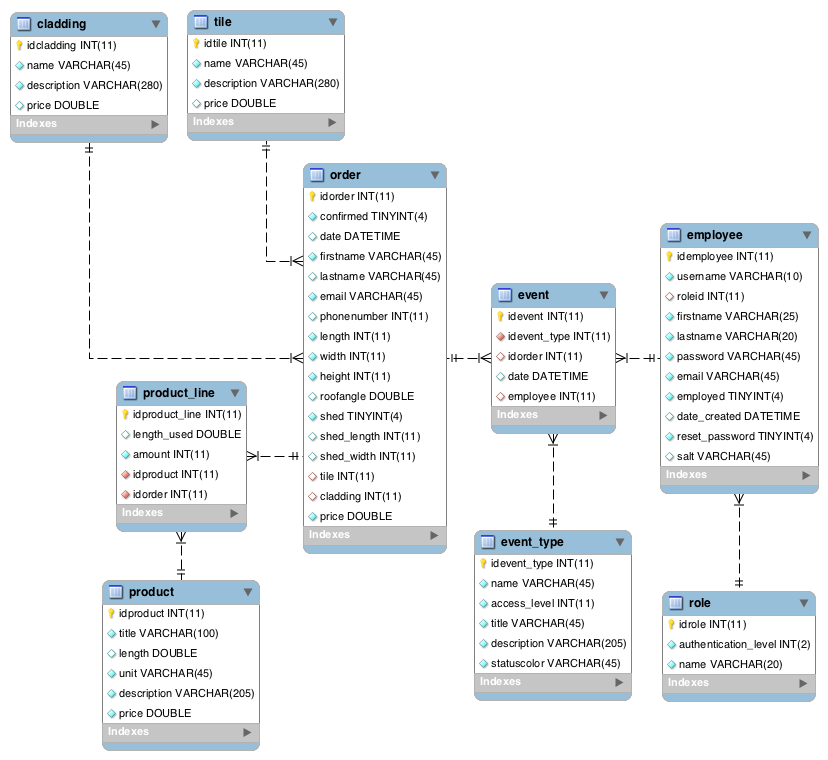 cladding
idcladding INT(11)
name VARCHAR(45)
description VARCHAR(280)
price DOUBLE
Indexes
tile
idtile INT(11)
name VARCHAR(45)
description VARCHAR(280)
price DOUBLE
Indexes
order
idorder INT(11)
confirmed TINYINT(4)
date DATETIME
firstname VARCHAR(45)
lastname VARCHAR(45)
email VARCHAR(45)
phonenumber INT(11)
length INT(11)
width INT(11)
height INT(11)
roofangle DOUBLE
shed TINYINT(4)
shed_length INT(11)
shed_width INT(11)
tile INT(11)
cladding INT(11)
price DOUBLE
Indexes
event
idevent INT(11)
idevent_type INT(11)
idorder INT(11)
date DATETIME
employee INT(11)
Indexes
employee
idemployee INT(11)
username VARCHAR(10)
roleid INT(11)
firstname VARCHAR(25)
lastname VARCHAR(20)
password VARCHAR(45)
email VARCHAR(45)
employed TINYINT(4)
date_created DATETIME
reset_password TINYINT(4)
salt VARCHAR(45)
Indexes
product_line
idproduct_line INT(11)
length_used DOUBLE
amount INT(11)
idproduct INT(11)
idorder INT(11)
Indexes
product
idproduct INT(11)
title VARCHAR(100)
length DOUBLE
unit VARCHAR(45)
description VARCHAR(205)
price DOUBLE
Indexes
event_type
idevent_type INT(11)
name VARCHAR(45)
access_level INT(11)
title VARCHAR(45)
description VARCHAR(205)
statuscolor VARCHAR(45)
Indexes
role
idrole INT(11)
authentication_level INT(2)
name VARCHAR(20)
Indexes